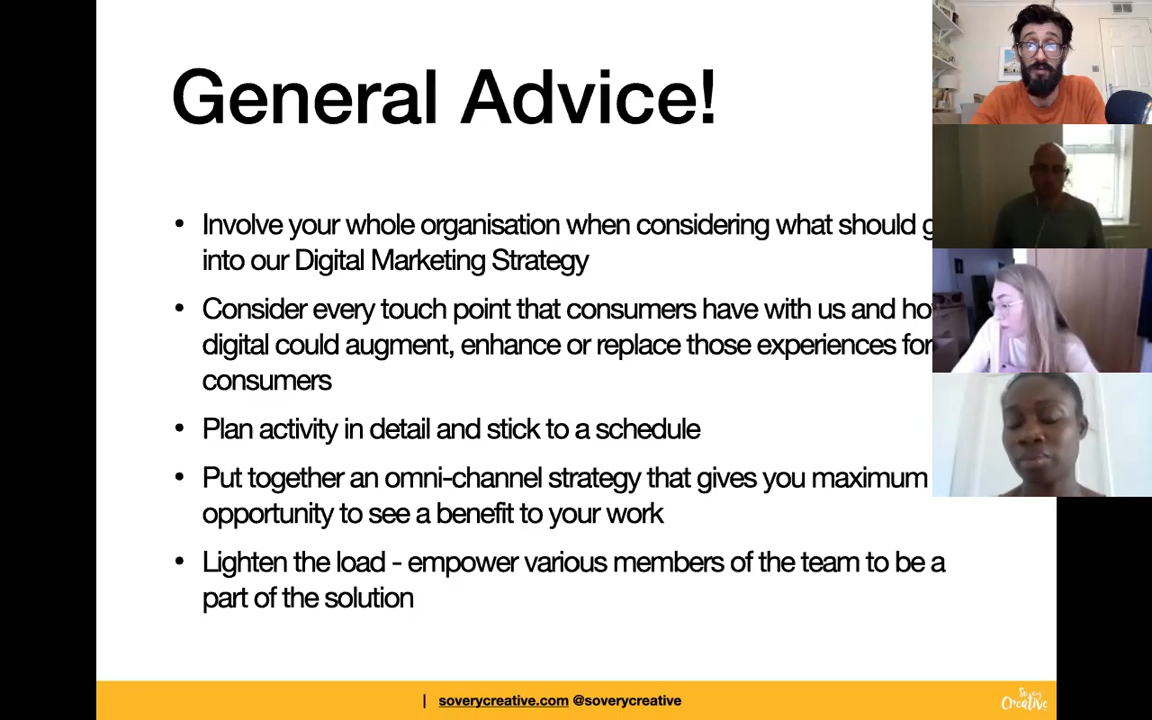 General Advice!
• Involve your whole organisation when considering what should
into our Digital Marketing Strategy
• Consider every touch point that consumers have with us and
digital could augment, enhance or replace those experiences for
consumers
• Plan activity in detail and stick to a schedule
• Put together an omni-channel strategy that gives you maximum
opportunity to see a benefit to your work
• Lighten the load - empower various members of the team to be a
part of the solution
| soverycreative.com @soverycreative
So very
Creative